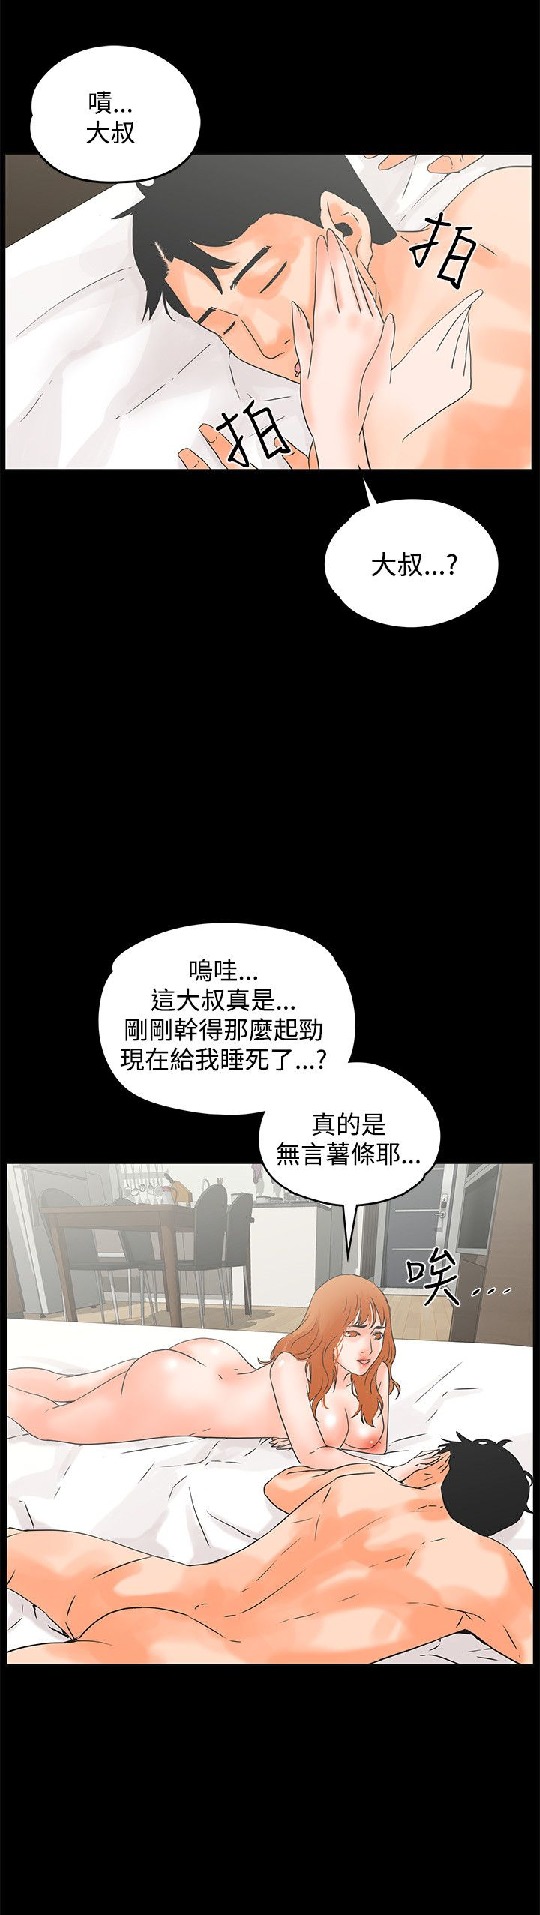 嘖...
大叔
拍
拍
大叔...?
嗚哇...
這大叔真是...
剛剛幹得那麼起勁
現在給我睡死了...?
真的是
無言薯條耶...
唉...